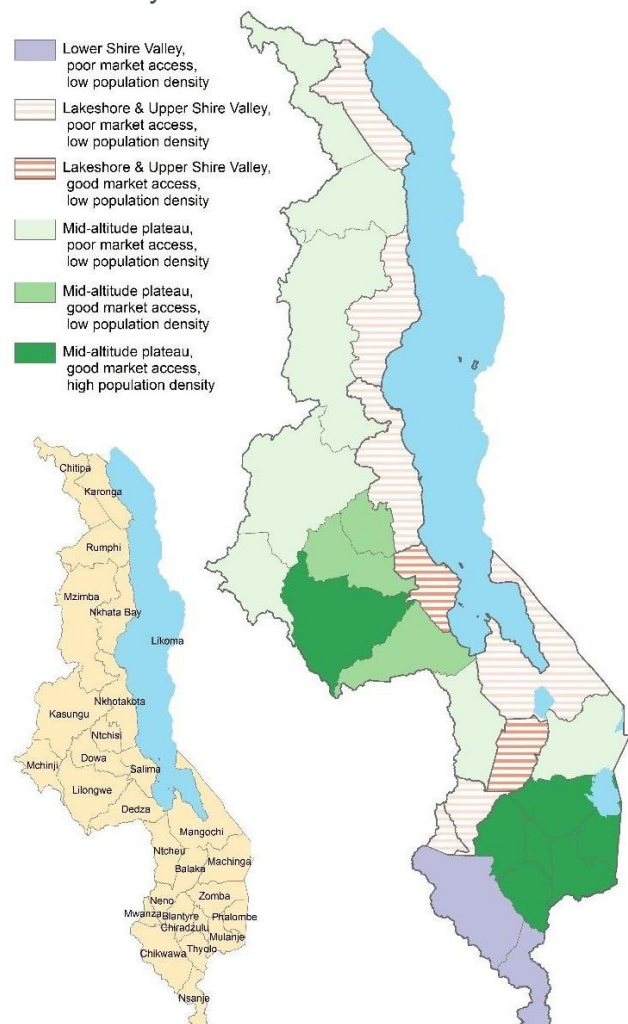 Lower Shire Valley,
poor market access,
low population density
Lakeshore & Upper Shire Valley,
poor market access,
low population density
Lakeshore & Upper Shire Valley,
good market access,
low population density
Mid-altitude plateau,
poor market access,
low population density
Mid-altitude plateau,
good market access,
low population density
Mid-altitude plateau,
good market access,
high population density
Chitipa
Karonga
Rumphi
Mzimba
Nkhata Bay
Likoma
Nkhotakota
Kasungu
Ntchisi
Dowa
Mchinji
Salima
Lilongwe
Dedza
Mangochi
Ntcheu
Machinga
Balaka
Neno
Zomba
Mwanza
Blantyre
Phalombe
Chiradzulu
Mulanje
Chikwawa
Thyolo
Nsanje